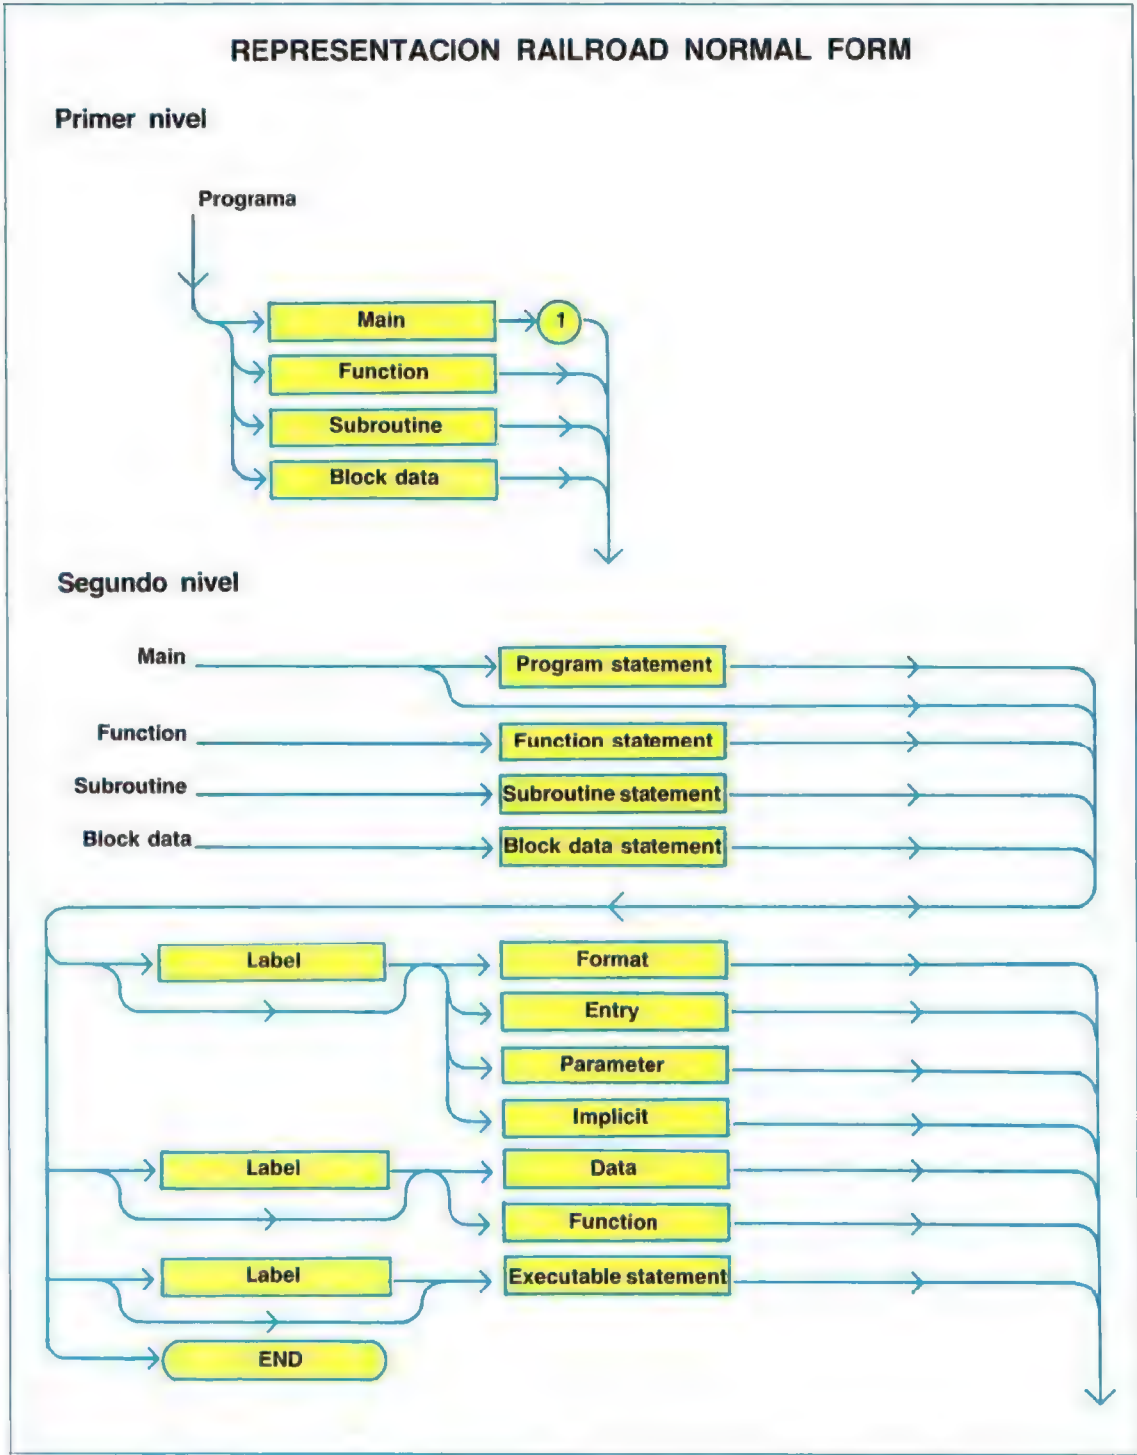 REPRESENTACION RAILROAD NORMAL FORM
Primer nivel
Programa
Main
1
Function
Subroutine
Block data
Segundo nivel
Main
Program statement
Function
Function statement
Subroutine
Subroutine statement
Block data
Block data statement
Label
Format
Entry
Parameter
Implicit
Label
Data
Function
Label
Executable statement
END